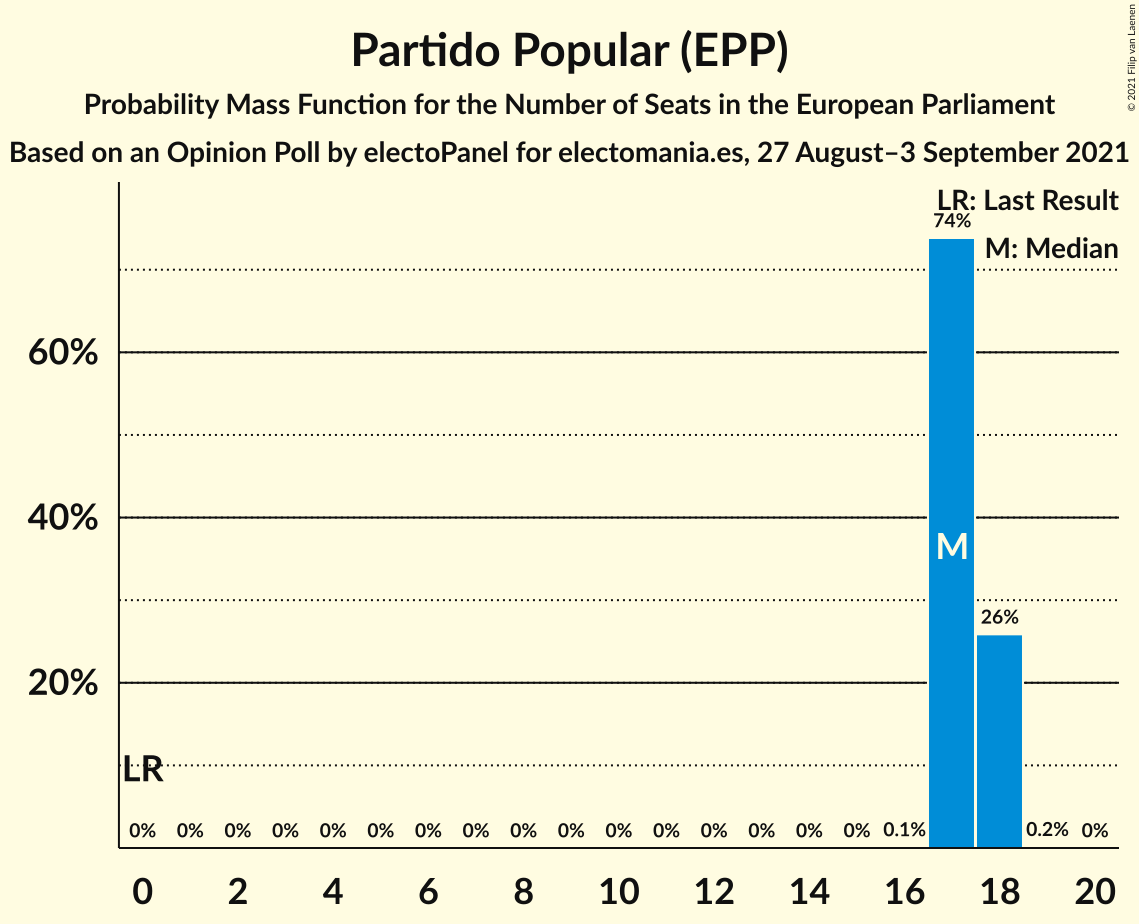 Partido Popular (EPP)
Probability Mass Function for the Number of Seats in the European Parliament
Based on an Opinion Poll by electoPanel for electomania.es, 27 August–3 September 2021
© 2021 Filip van Laenen
LR: Last Result
74%
M: Median
60%
40%
M
26%
20%
LR
0% 0% 0% 0% 0% 0% 0% 0% 0% 0% 0% 0% 0% 0% 0% 0% 0.1% 0.2% 0%
0 2 4 6 8 10 12 14 16 18 20